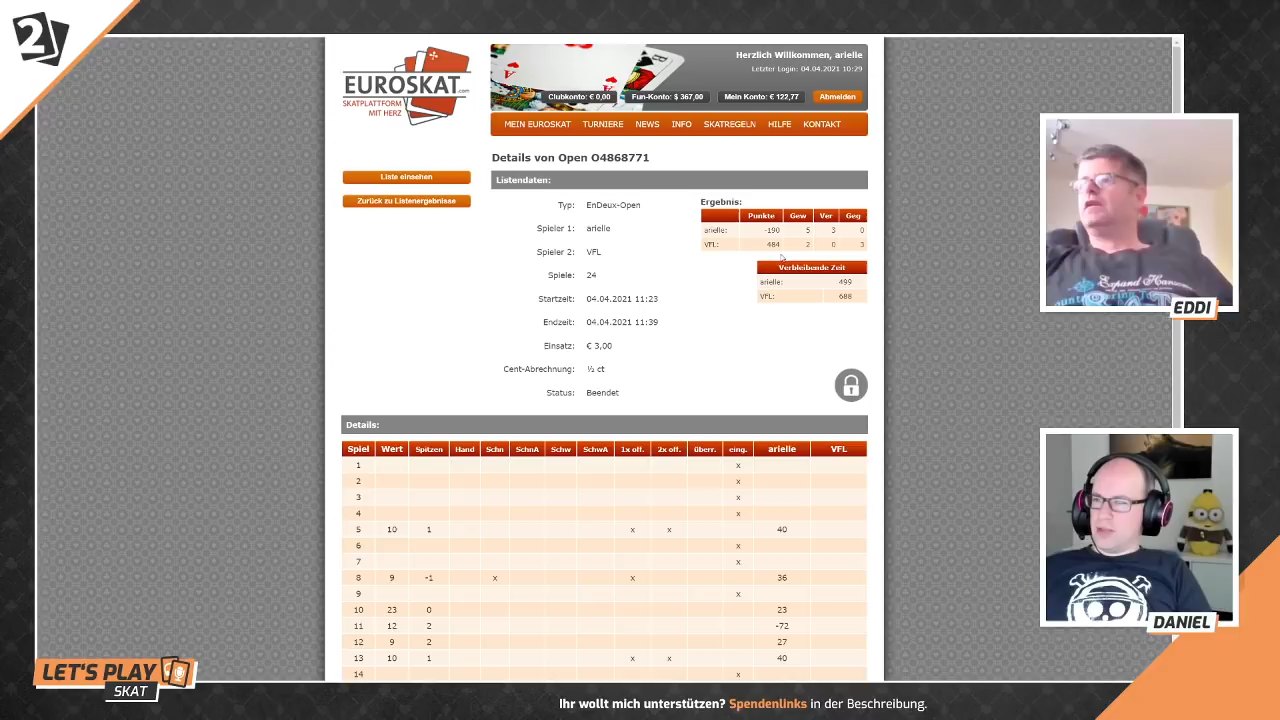 2
EUROSKAT.com
SKATPLATTFORM
MIT HERZ
Herzlich Willkommen, arielle
Letzter Login: 04.04.2021 10:29
Clubkonto: € 0,00 Fun-Konto: $ 367,00 Mein Konto: € 122,77 Abmelden
MEIN EUROSKAT TURNIERE NEWS INFO SKATREGELN HILFE KONTAKT
Liste einsehen
Zurück zu Listenergebnisse
Details von Open O4868771
Listendaten:
Typ: EnDeux-Open
Spieler 1: arielle
Spieler 2: VFL
Spiele: 24
Startzeit: 04.04.2021 11:23
Endzeit: 04.04.2021 11:39
Einsatz: € 3,00
Cent-Abrechnung: ½ ct
Status: Beendet
Ergebnis:
Punkte Gew Ver Geg
arielle: -190 5 3 0
VFL: 484 2 0 3
Verbleibende Zeit
arielle: 499
VFL: 688
Details:
Spiel Wert Spitzen Hand Schn SchnA Schw SchwA 1x off. 2x off. überr. eing. arielle VFL
1 x
2 x
3 x
4 x
5 10 1 x x 40
6 x
7 x
8 9 -1 x x 36
9 x
10 23 0 23
11 12 2 -72
12 9 2 27
13 10 1 x x 40
14 x
EDDI
DANIEL
LET'S PLAY
SKAT
Ihr wollt mich unterstützen? Spendenlinks in der Beschreibung.